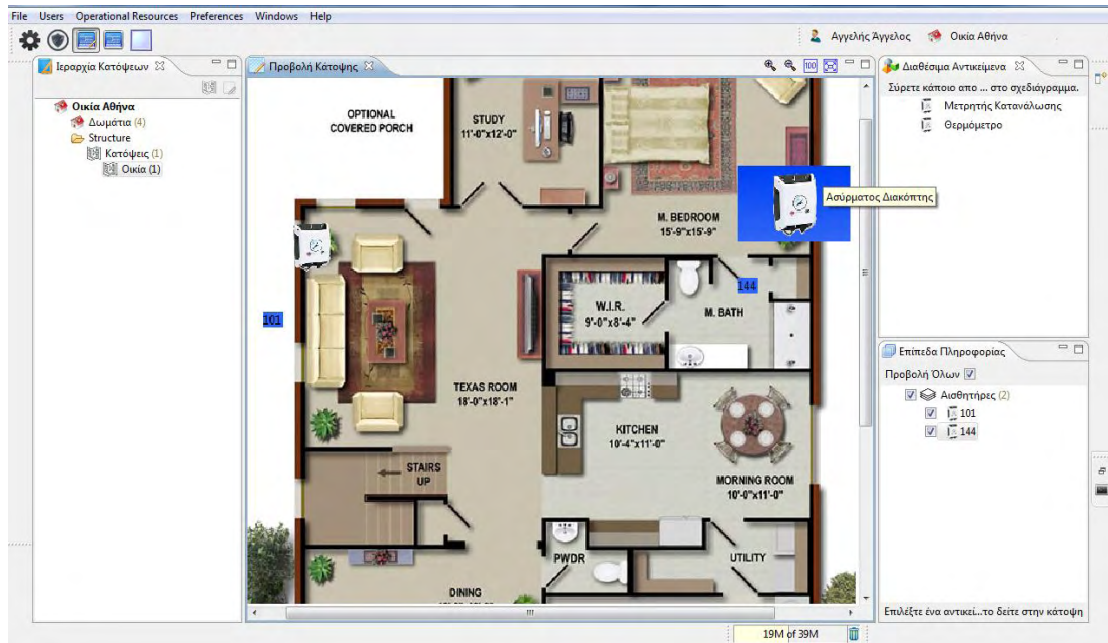 File Users Operational Resources Preferences Windows Help
Αγγελής Άγγελος Οικία Αθήνα
Ιεραρχία Κατόψεων
Οικία Αθήνα
Δωμάτια (4)
Structure
Κατόψεις (1)
Οικία (1)
Προβολή Κάτοψης
100
OPTIONAL
COVERED PORCH
STUDY
11'-0"x12'-0"
M. BEDROOM
15'-9"x15'-9"
Ασύρματος Διακόπτης
144
101
W.I.R.
9'-0"x8'-4"
M. BATH
TEXAS ROOM
18'-0"x18'-1"
KITCHEN
10'-4"x11'-0"
STAIRS
UP
MORNING ROOM
10'-0"x11'-0"
PWDR
UTILITY
DINING
Διαθέσιμα Αντικείμενα
Σύρετε κάποιο απο ... στο σχεδιάγραμμα.
Μετρητής Κατανάλωσης
Θερμόμετρο
Επίπεδα Πληροφορίας
Προβολή Όλων
Αισθητήρες (2)
101
144
Επιλέξτε ένα αντικεί...το δείτε στην κάτοψη
19M of 39M